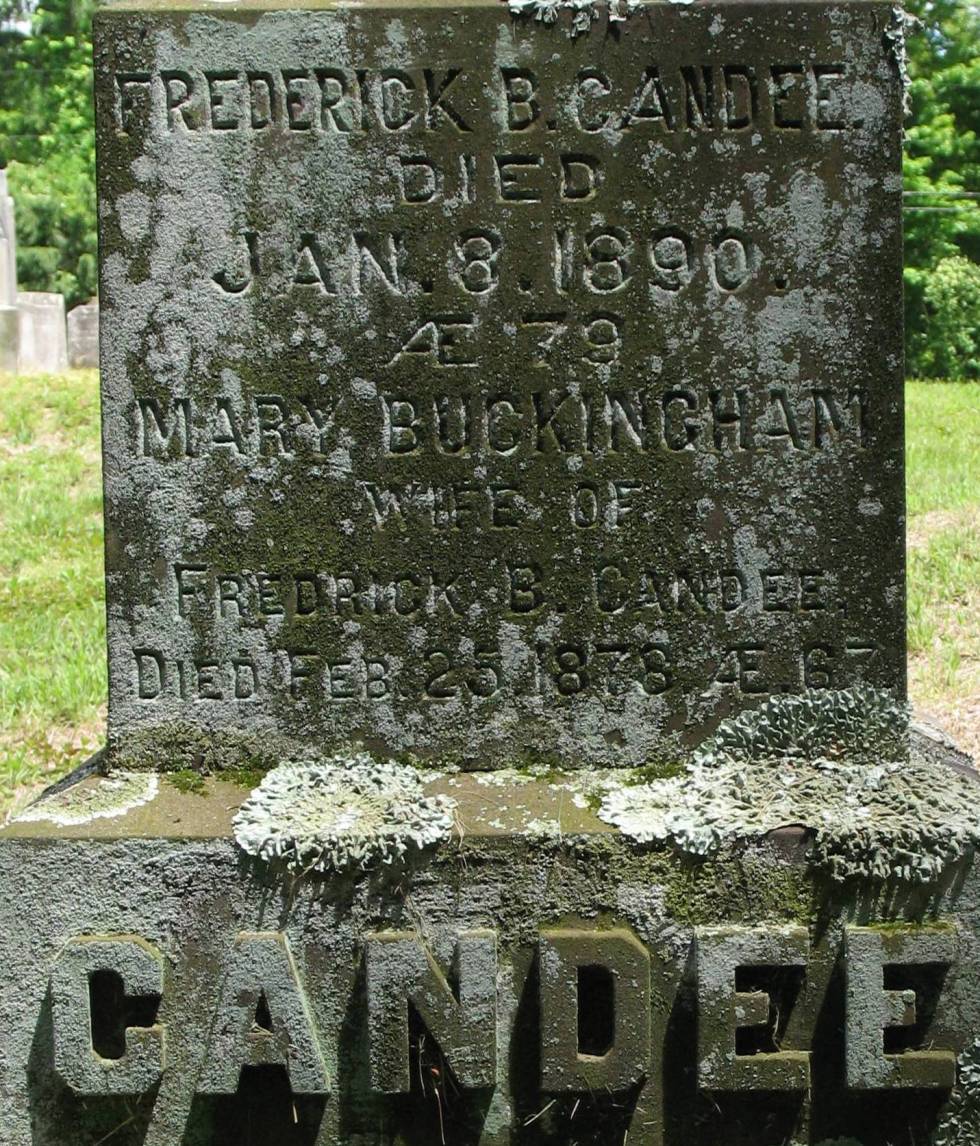 FREDERICK B. CANDEE.
DIED
JAN. 8. 1890.
Æ 79
MARY BUCKINGHAM
WIFE OF
FREDRICK B. CANDEE.
DIED FEB. 25. 1878 Æ. 67
CANDEE